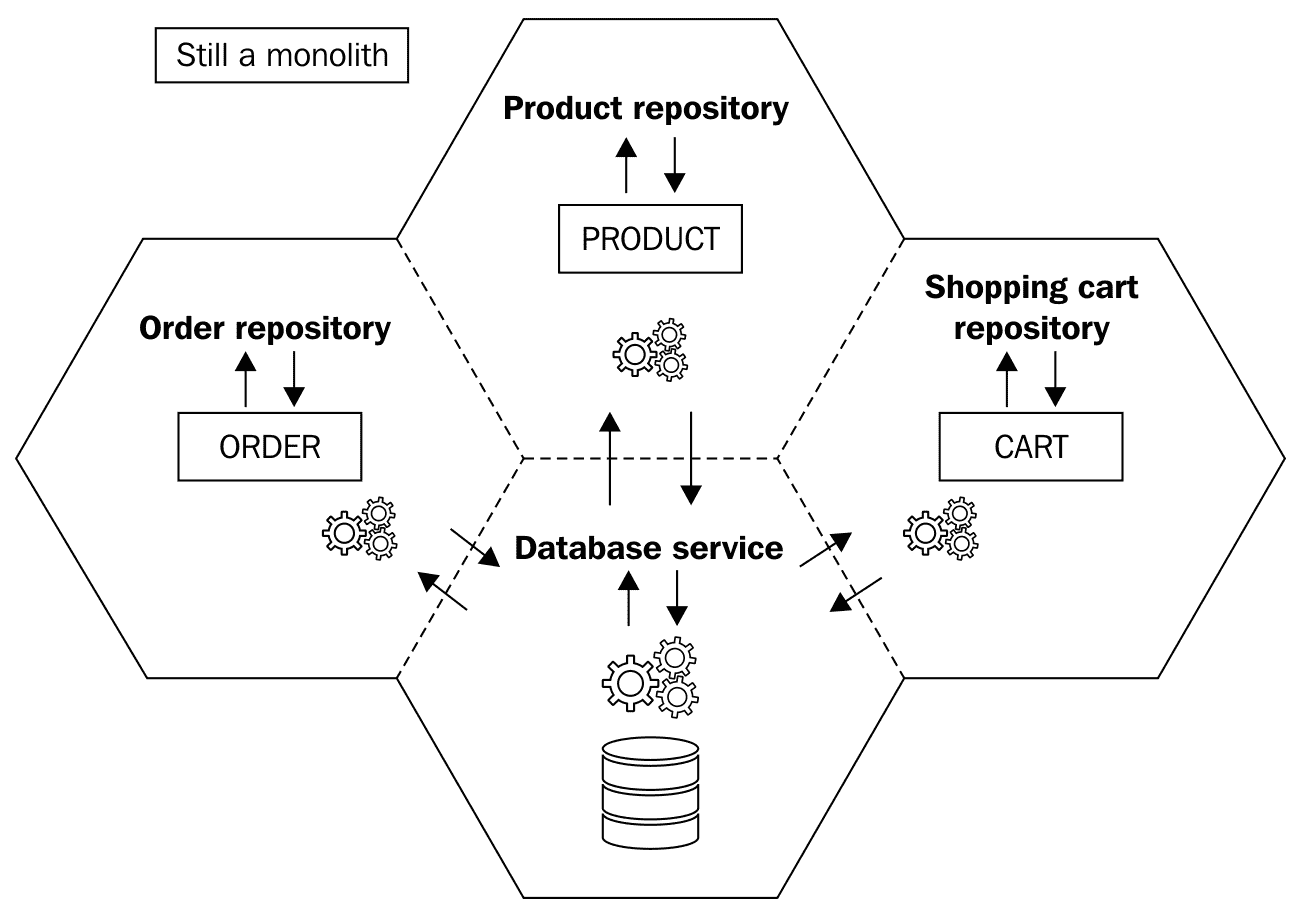 Still a monolith
Product repository
PRODUCT
Order repository
ORDER
Shopping cart
repository
CART
Database service